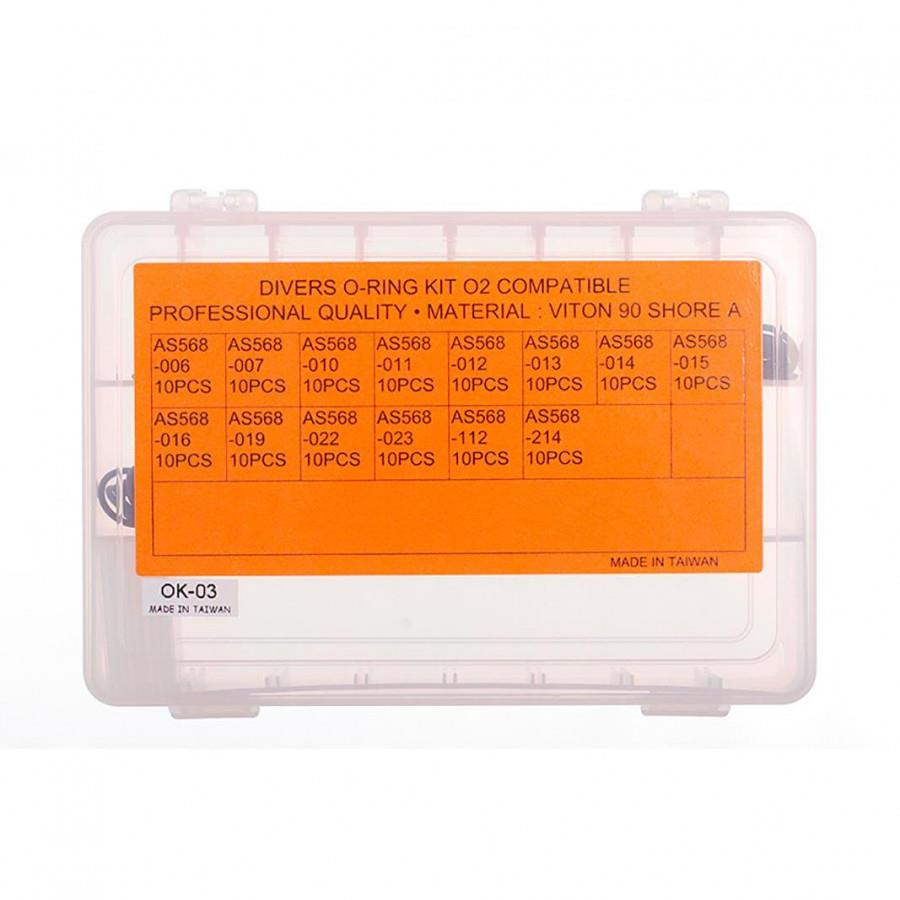 DIVERS O-RING KIT O2 COMPATIBLE
PROFESSIONAL QUALITY • MATERIAL : VITON 90 SHORE A
AS568 AS568 AS568 AS568 AS568 AS568 AS568 AS568
-006 -007 -010 -011 -012 -013 -014 -015
10PCS 10PCS 10PCS 10PCS 10PCS 10PCS 10PCS 10PCS
AS568 AS568 AS568 AS568 AS568 AS568
-016 -019 -022 -023 -112 -214
10PCS 10PCS 10PCS 10PCS 10PCS 10PCS
MADE IN TAIWAN
OK-03
MADE IN TAIWAN